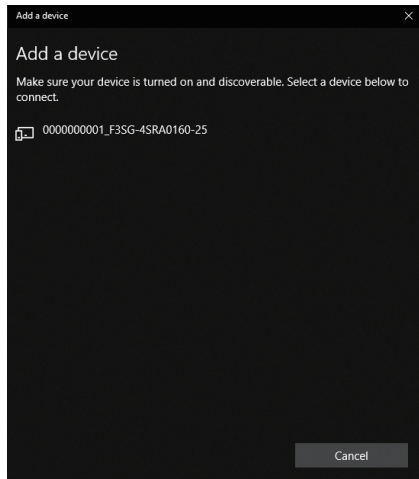 Add a device
Add a device
Make sure your device is turned on and discoverable. Select a device below to
connect.
0000000001_F3SG-4SRA0160-25
Cancel